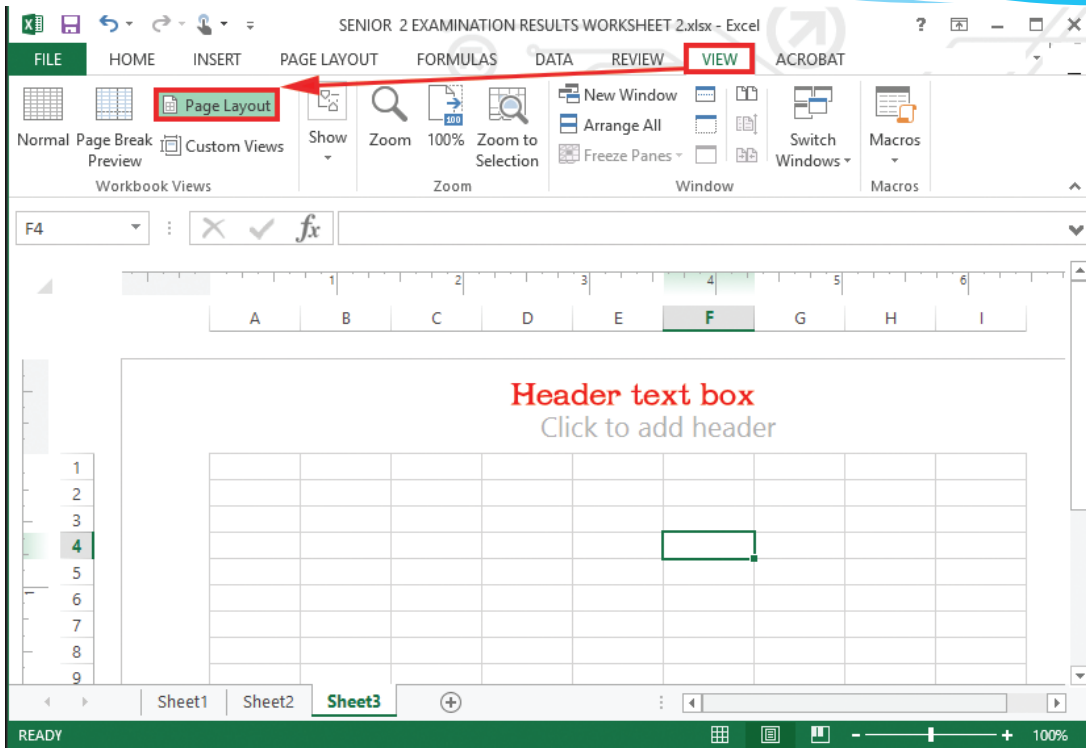 SENIOR 2 EXAMINATION RESULTS WORKSHEET 2.xlsx - Excel ?
FILE HOME INSERT PAGE LAYOUT FORMULAS DATA REVIEW VIEW ACROBAT
Normal Page Break Preview Page Layout Custom Views
Workbook Views
Show
Zoom 100% Zoom to Selection
Zoom
New Window
Arrange All
Freeze Panes
Switch Windows
Window
Macros
Macros
F4 fx
1 2 3 4 5 6
A B C D E F G H I
Header text box
Click to add header
1
2
3
4
5
6
7
8
9
1
Sheet1 Sheet2 Sheet3
READY 100%